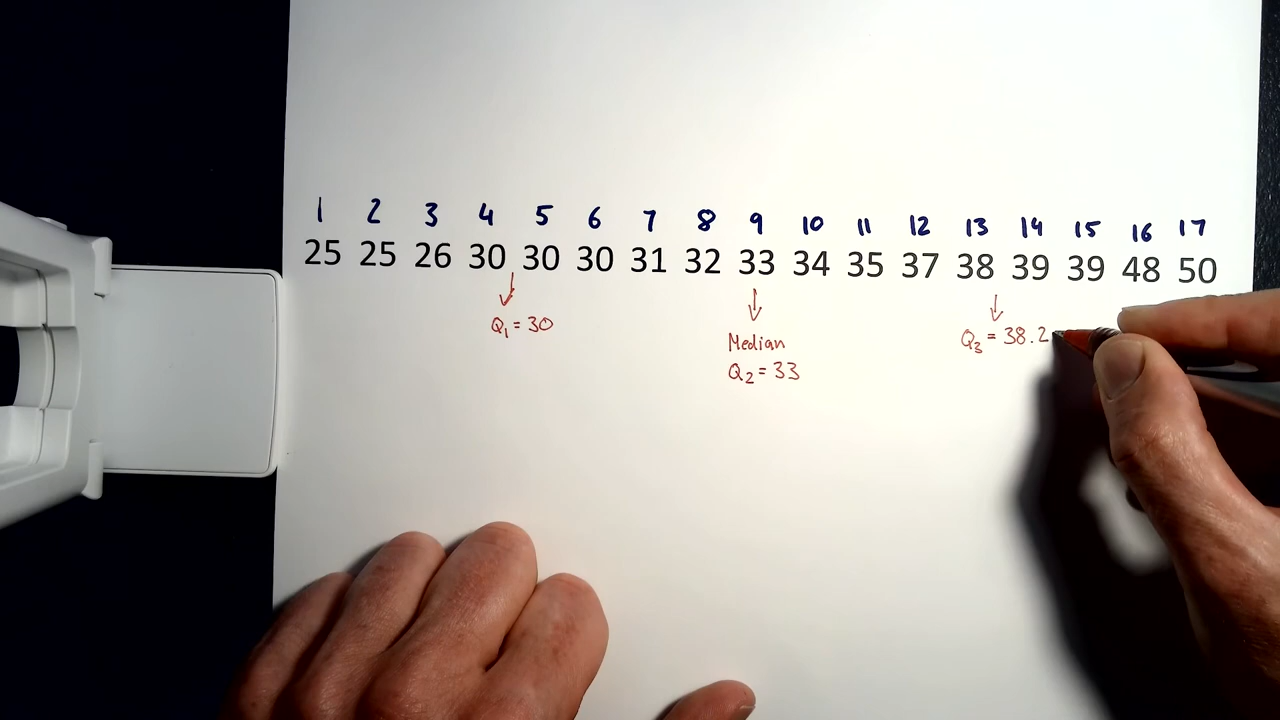 1 2 3 4 5 6 7 8 9 10 11 12 13 14 15 16 17
25 25 26 30 30 30 31 32 33 34 35 37 38 39 39 48 50
Q₁ = 30
Median
Q₂ = 33
Q₃ = 38.2